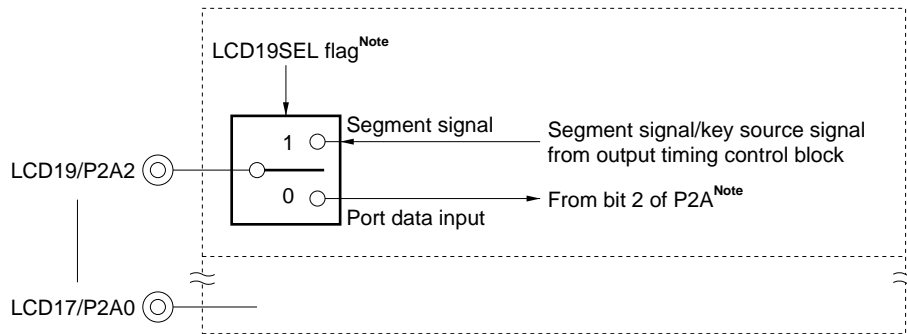 LCD19SEL flagNote
1
Segment signal
Segment signal/key source signal
from output timing control block
LCD19/P2A2
0
From bit 2 of P2ANote
Port data input
LCD17/P2A0